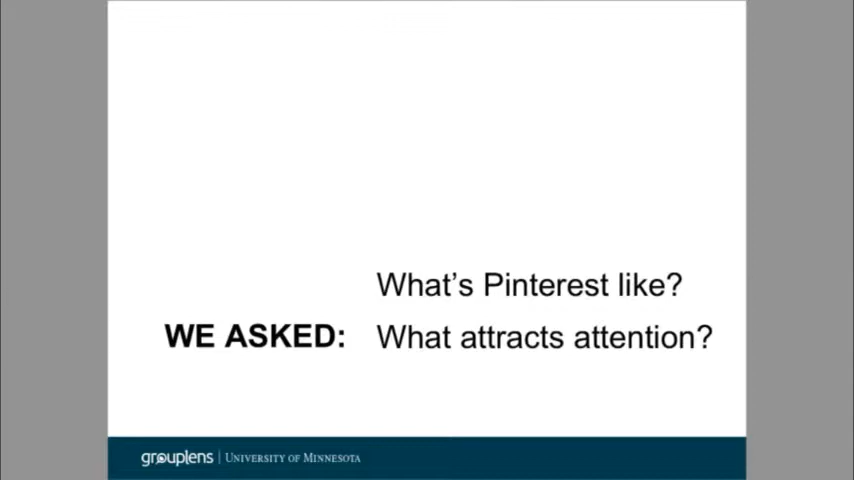 What's Pinterest like?
WE ASKED: What attracts attention?
grouplens | UNIVERSITY OF MINNESOTA